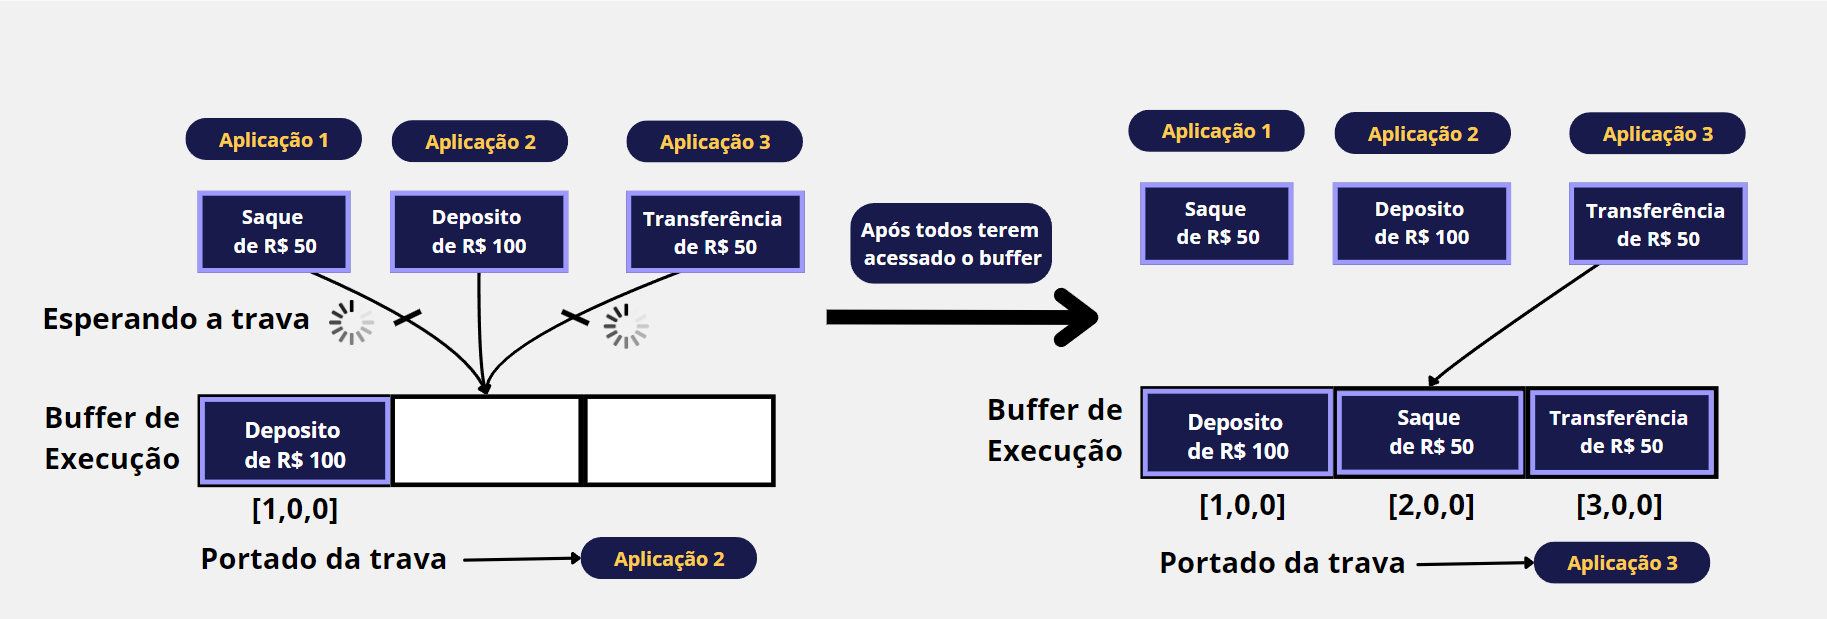 Aplicação 1
Aplicação 2
Aplicação 3
Saque
de R$ 50
Deposito
de R$ 100
Transferência
de R$ 50
Esperando a trava
Buffer de
Execução
Deposito
de R$ 100
[1,0,0]
Portado da trava
Aplicação 2
Após todos terem
acessado o buffer
Aplicação 1
Aplicação 2
Aplicação 3
Saque
de R$ 50
Deposito
de R$ 100
Transferência
de R$ 50
Buffer de
Execução
Deposito
de R$ 100
Saque
de R$ 50
Transferência
de R$ 50
[1,0,0]
[2,0,0]
[3,0,0]
Portado da trava
Aplicação 3